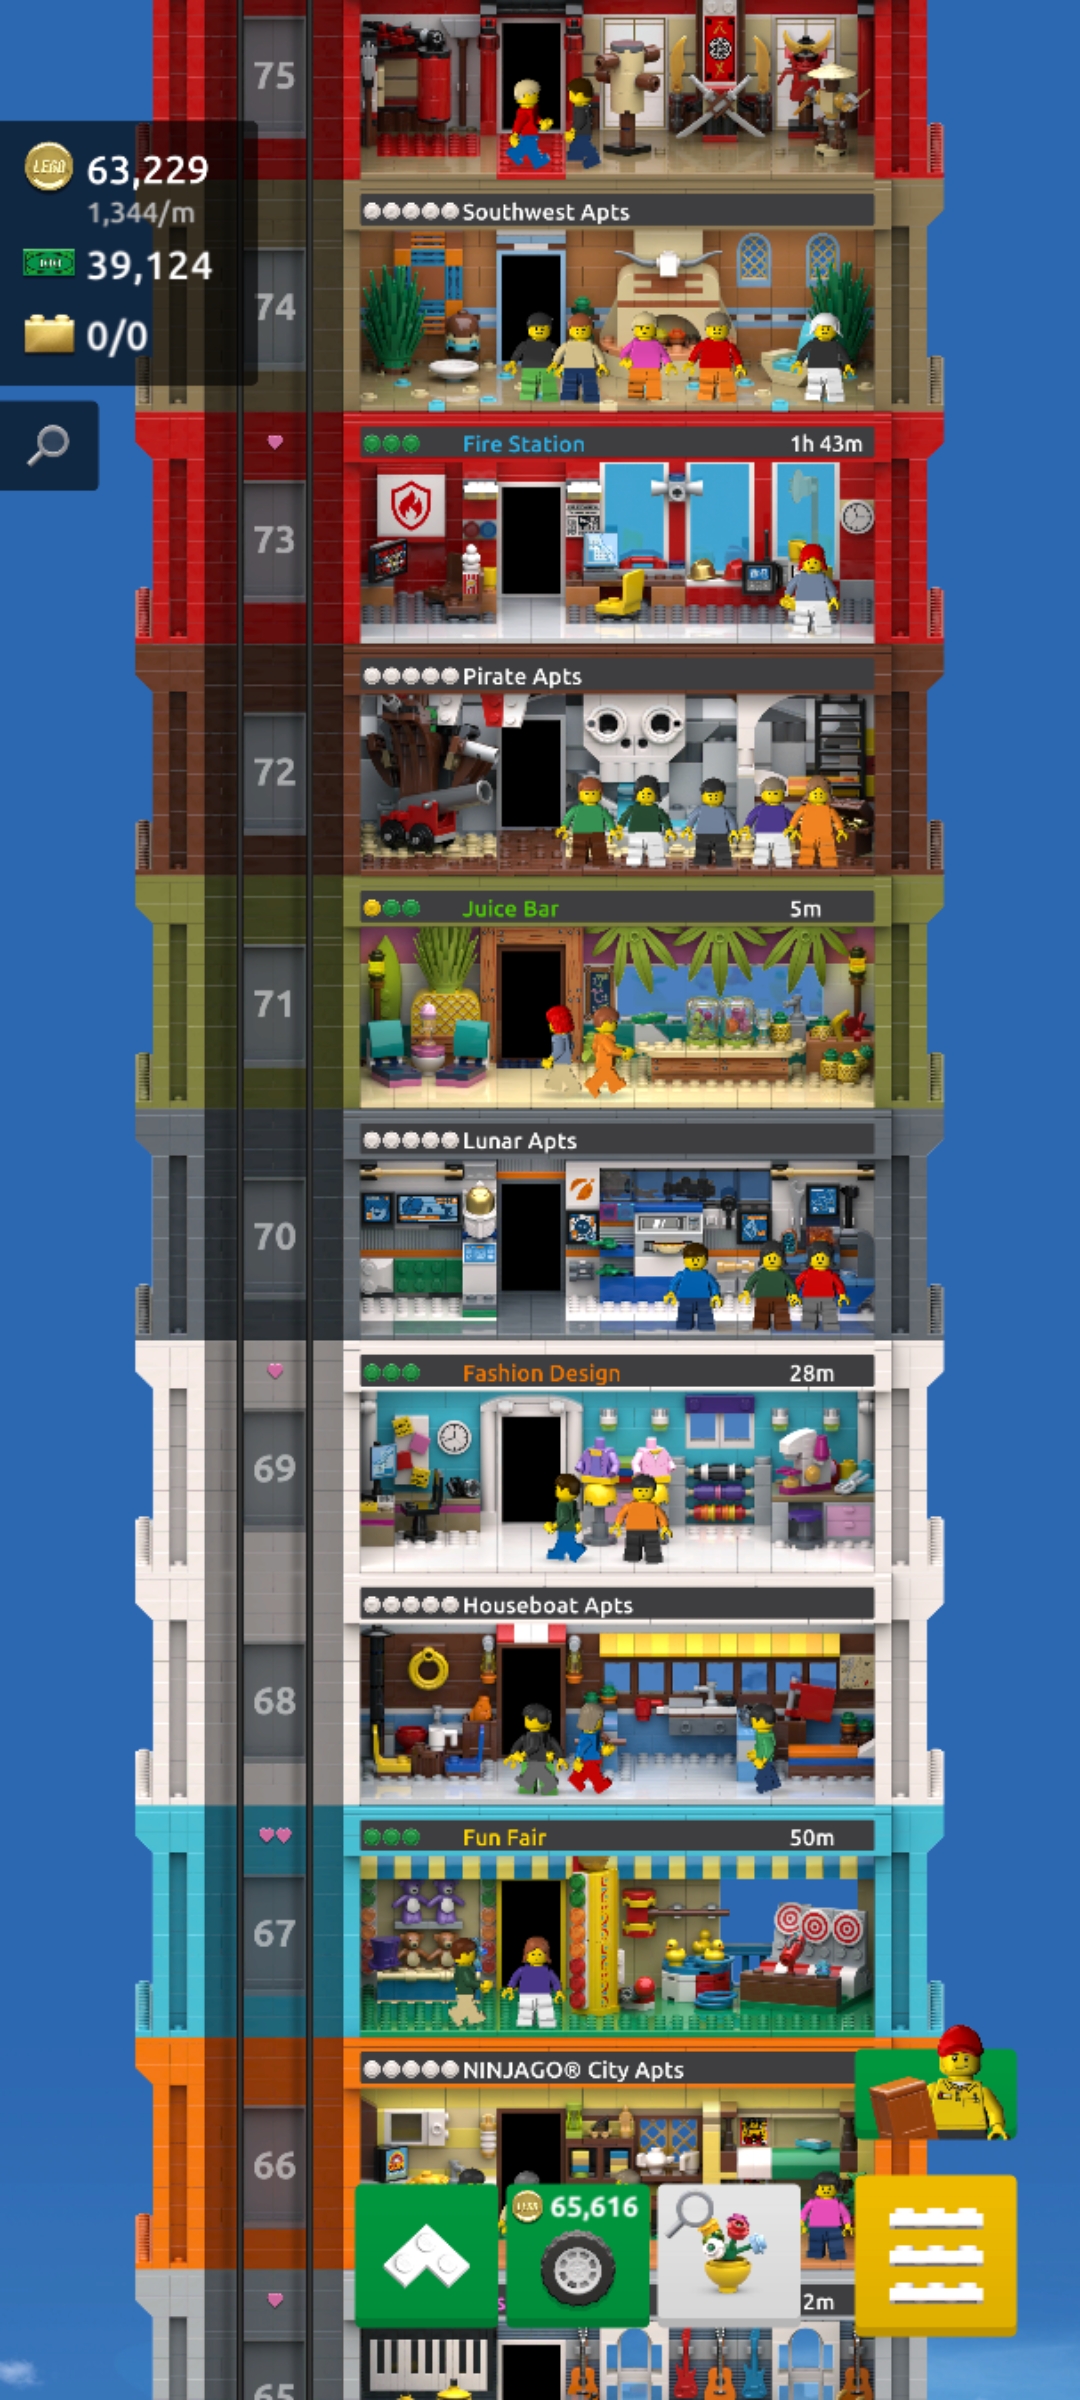 75
LEGO 63,229
1,344/m
39,124
0/0
Southwest Apts
74
Fire Station 1h 43m
73
Pirate Apts
72
Juice Bar 5m
71
Lunar Apts
70
Fashion Design 28m
69
Houseboat Apts
68
Fun Fair 50m
67
NINJAGO® City Apts
66
65,616
2m
65